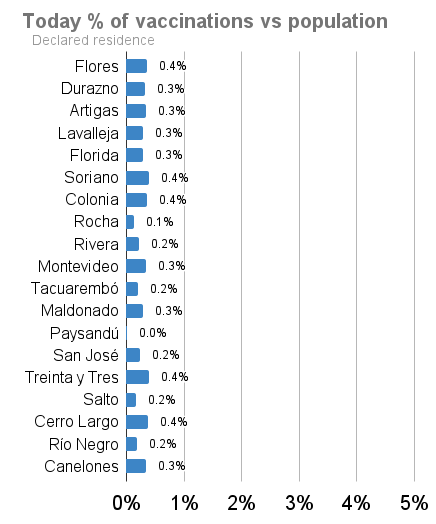 Today % of vaccinations vs population
Declared residence
Flores 0.4%
Durazno 0.3%
Artigas 0.3%
Lavalleja 0.3%
Florida 0.3%
Soriano 0.4%
Colonia 0.4%
Rocha 0.1%
Rivera 0.2%
Montevideo 0.3%
Tacuarembó 0.2%
Maldonado 0.3%
Paysandú 0.0%
San José 0.2%
Treinta y Tres 0.4%
Salto 0.2%
Cerro Largo 0.4%
Río Negro 0.2%
Canelones 0.3%
0% 1% 2% 3% 4% 5%